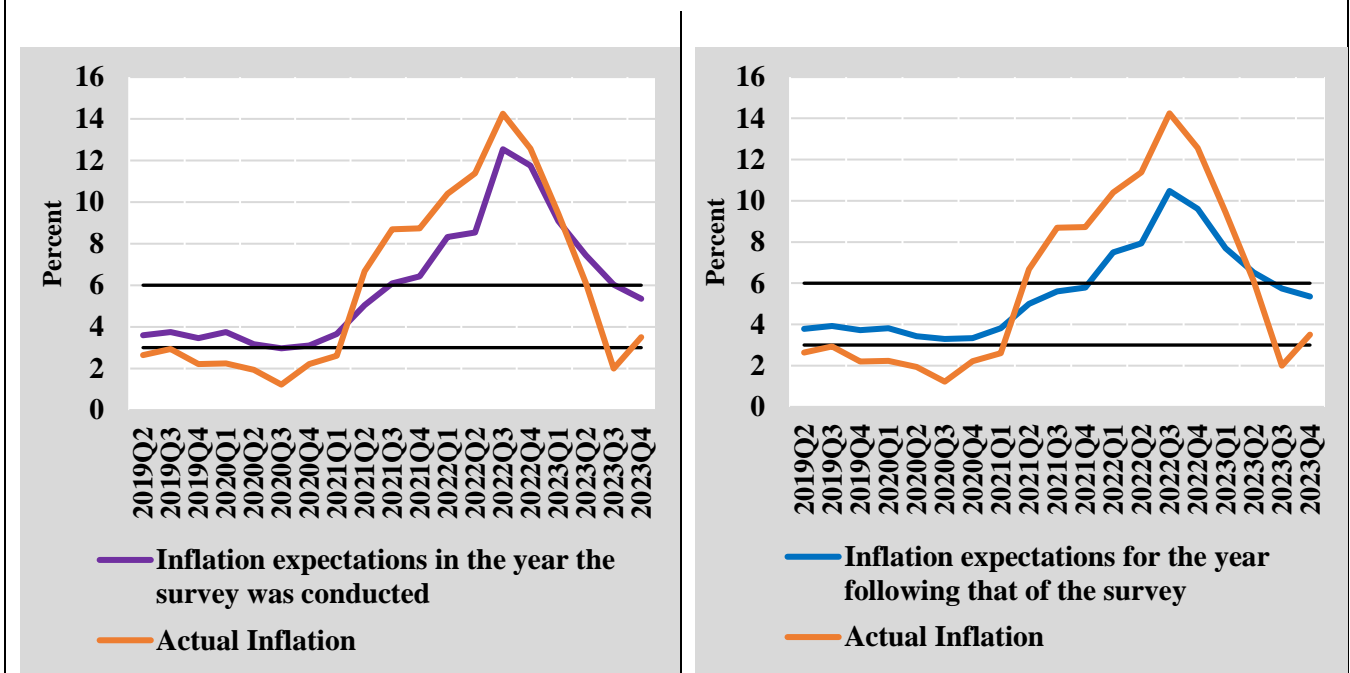 16
14
12
10
8
6
4
2
0
Percent
2019Q2
2019Q3
2019Q4
2020Q1
2020Q2
2020Q3
2020Q4
2021Q1
2021Q2
2021Q3
2021Q4
2022Q1
2022Q2
2022Q3
2022Q4
2023Q1
2023Q2
2023Q3
2023Q4
Inflation expectations in the year the
survey was conducted
Actual Inflation
16
14
12
10
8
6
4
2
0
Percent
2019Q2
2019Q3
2019Q4
2020Q1
2020Q2
2020Q3
2020Q4
2021Q1
2021Q2
2021Q3
2021Q4
2022Q1
2022Q2
2022Q3
2022Q4
2023Q1
2023Q2
2023Q3
2023Q4
Inflation expectations for the year
following that of the survey
Actual Inflation